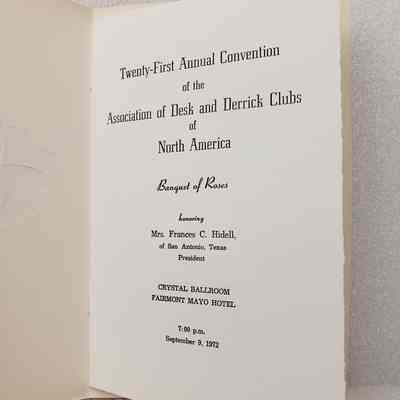 Twenty-First Annual Convention
of the
Association of Desk and Derrick Clubs
of
North America
Banquet of Roses
honoring
Mrs. Frances C. Hidell,
of San Antonio, Texas
President
CRYSTAL BALLROOM
FAIRMONT MAYO HOTEL
7:00 p.m.
September 9, 1972